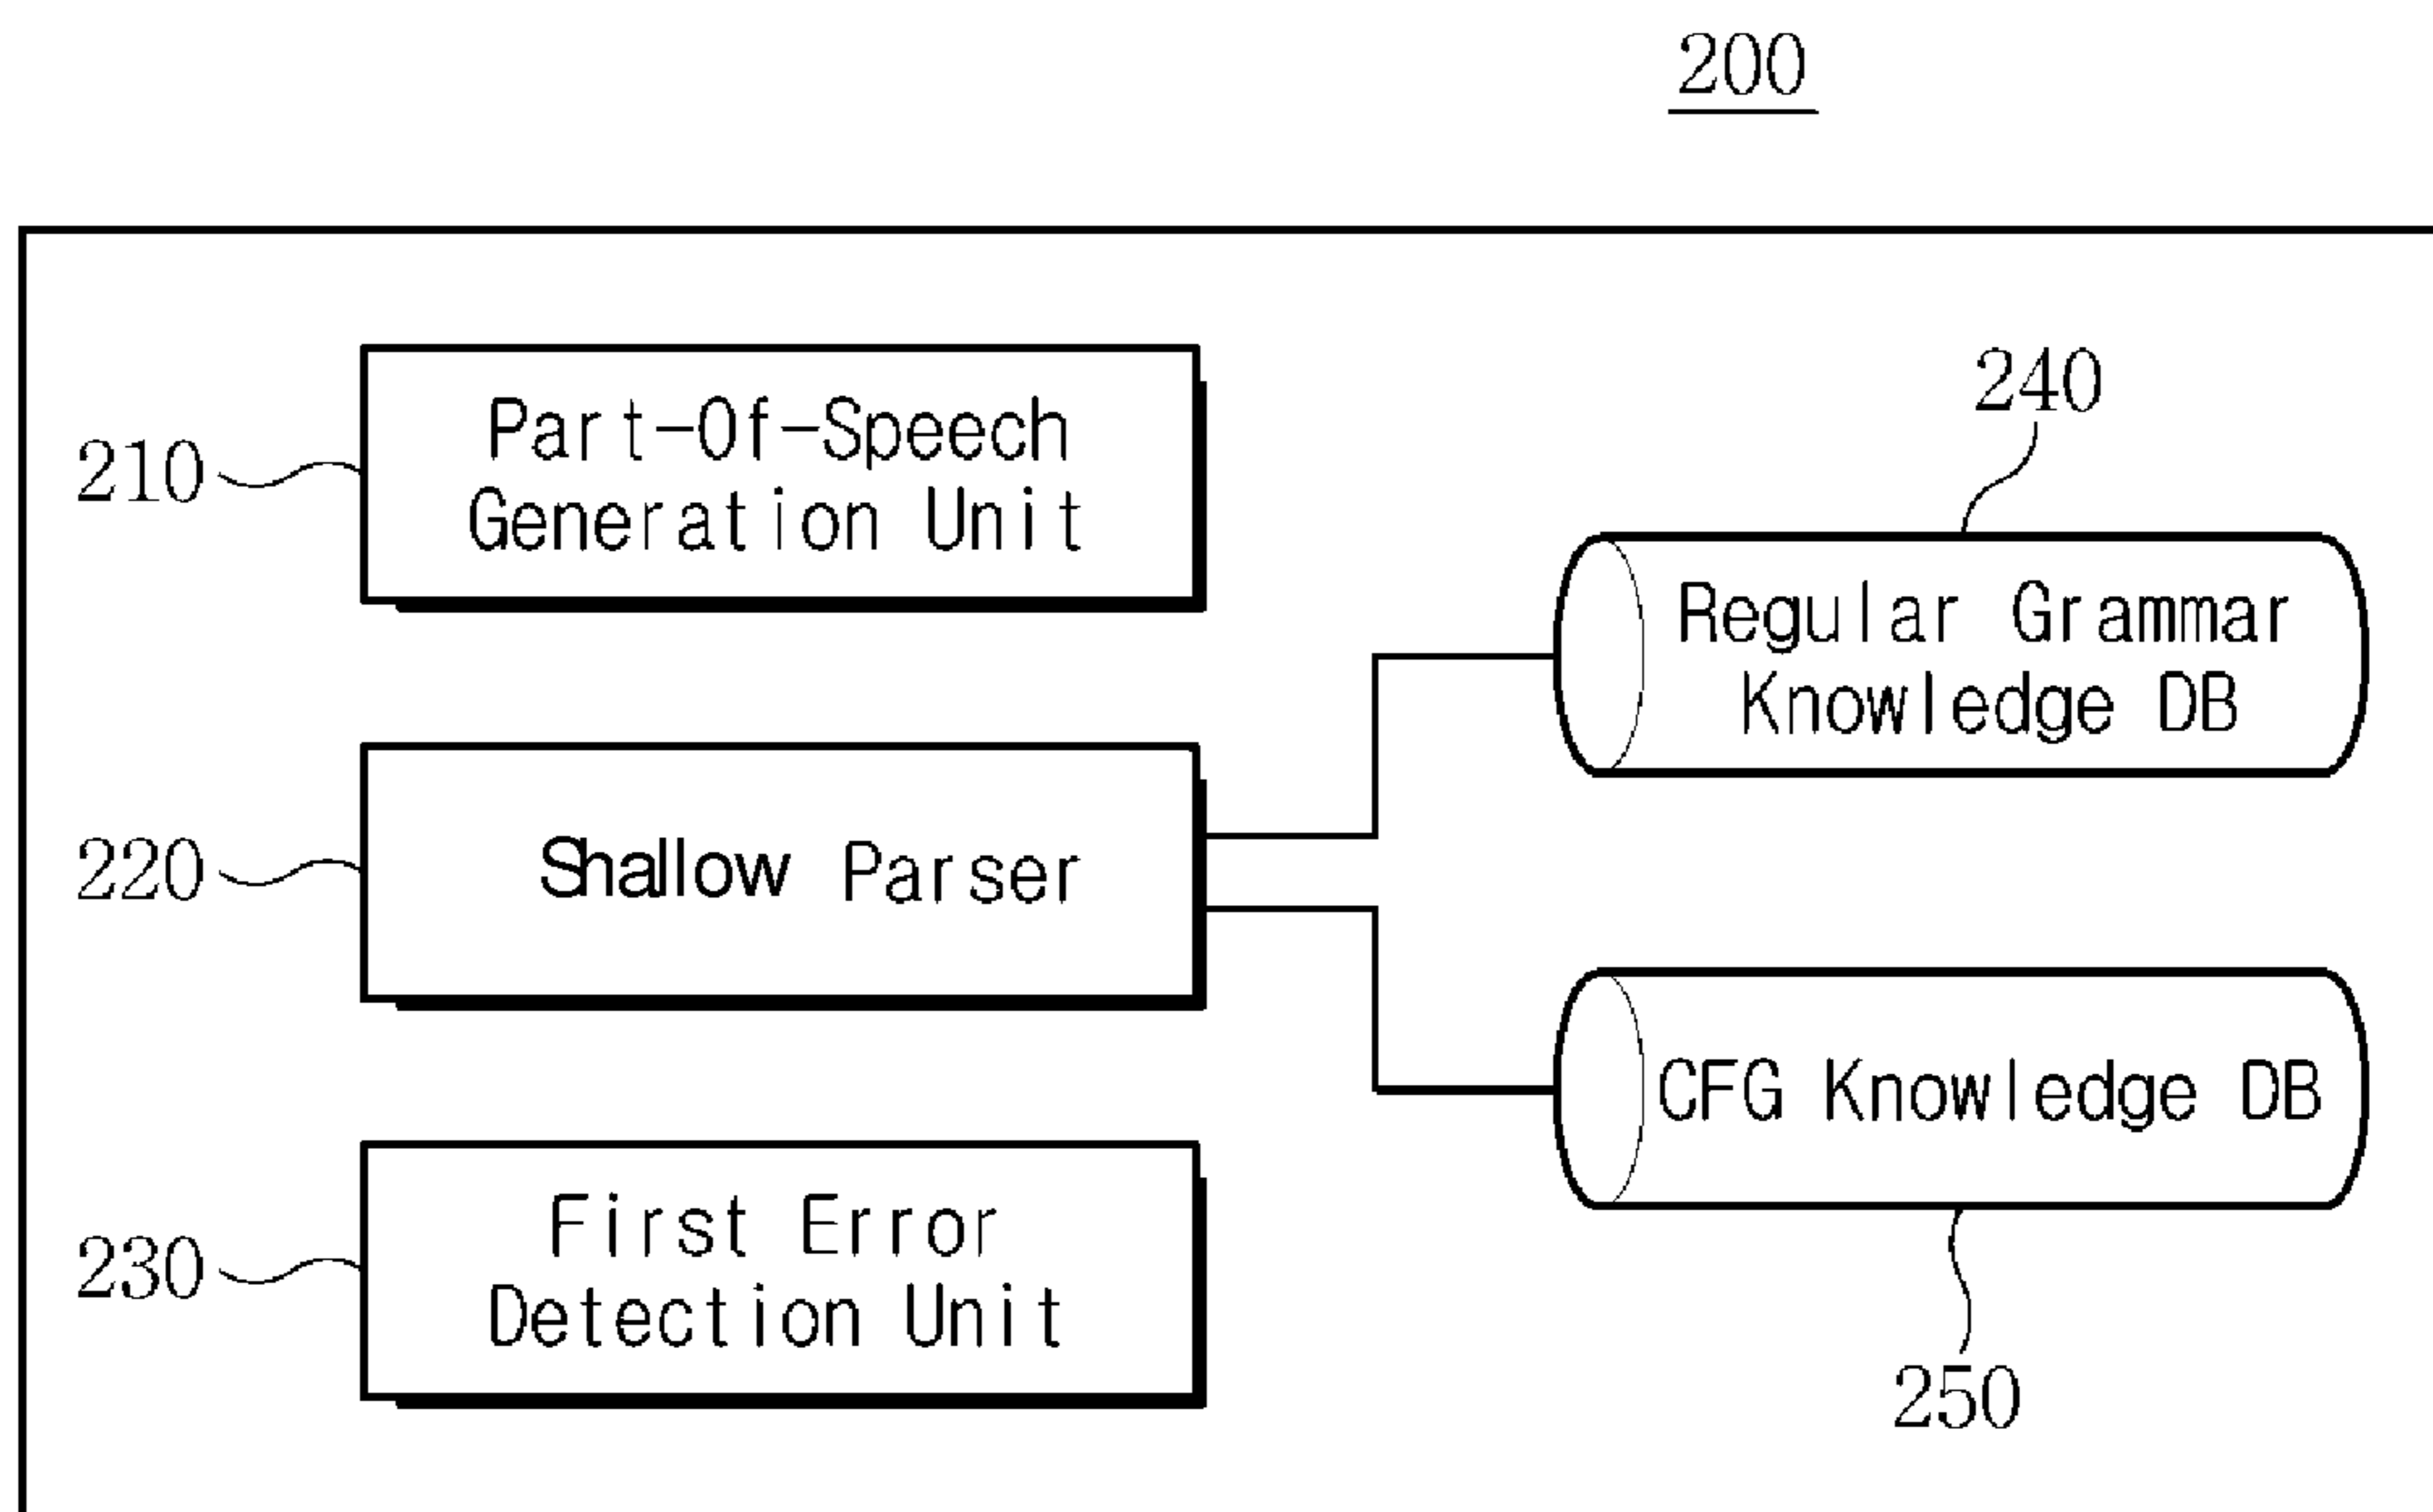 200
210
Part-Of-Speech
Generation Unit
240
Regular Grammar
Knowledge DB
220
Shallow Parser
CFG Knowledge DB
230
First Error
Detection Unit
250